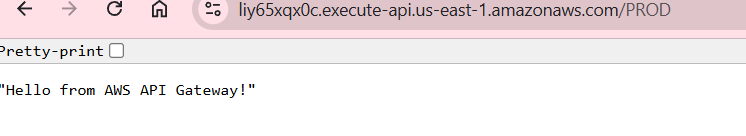 liy65xqx0c.execute-api.us-east-1.amazonaws.com/PROD
Pretty-print
"Hello from AWS API Gateway!"